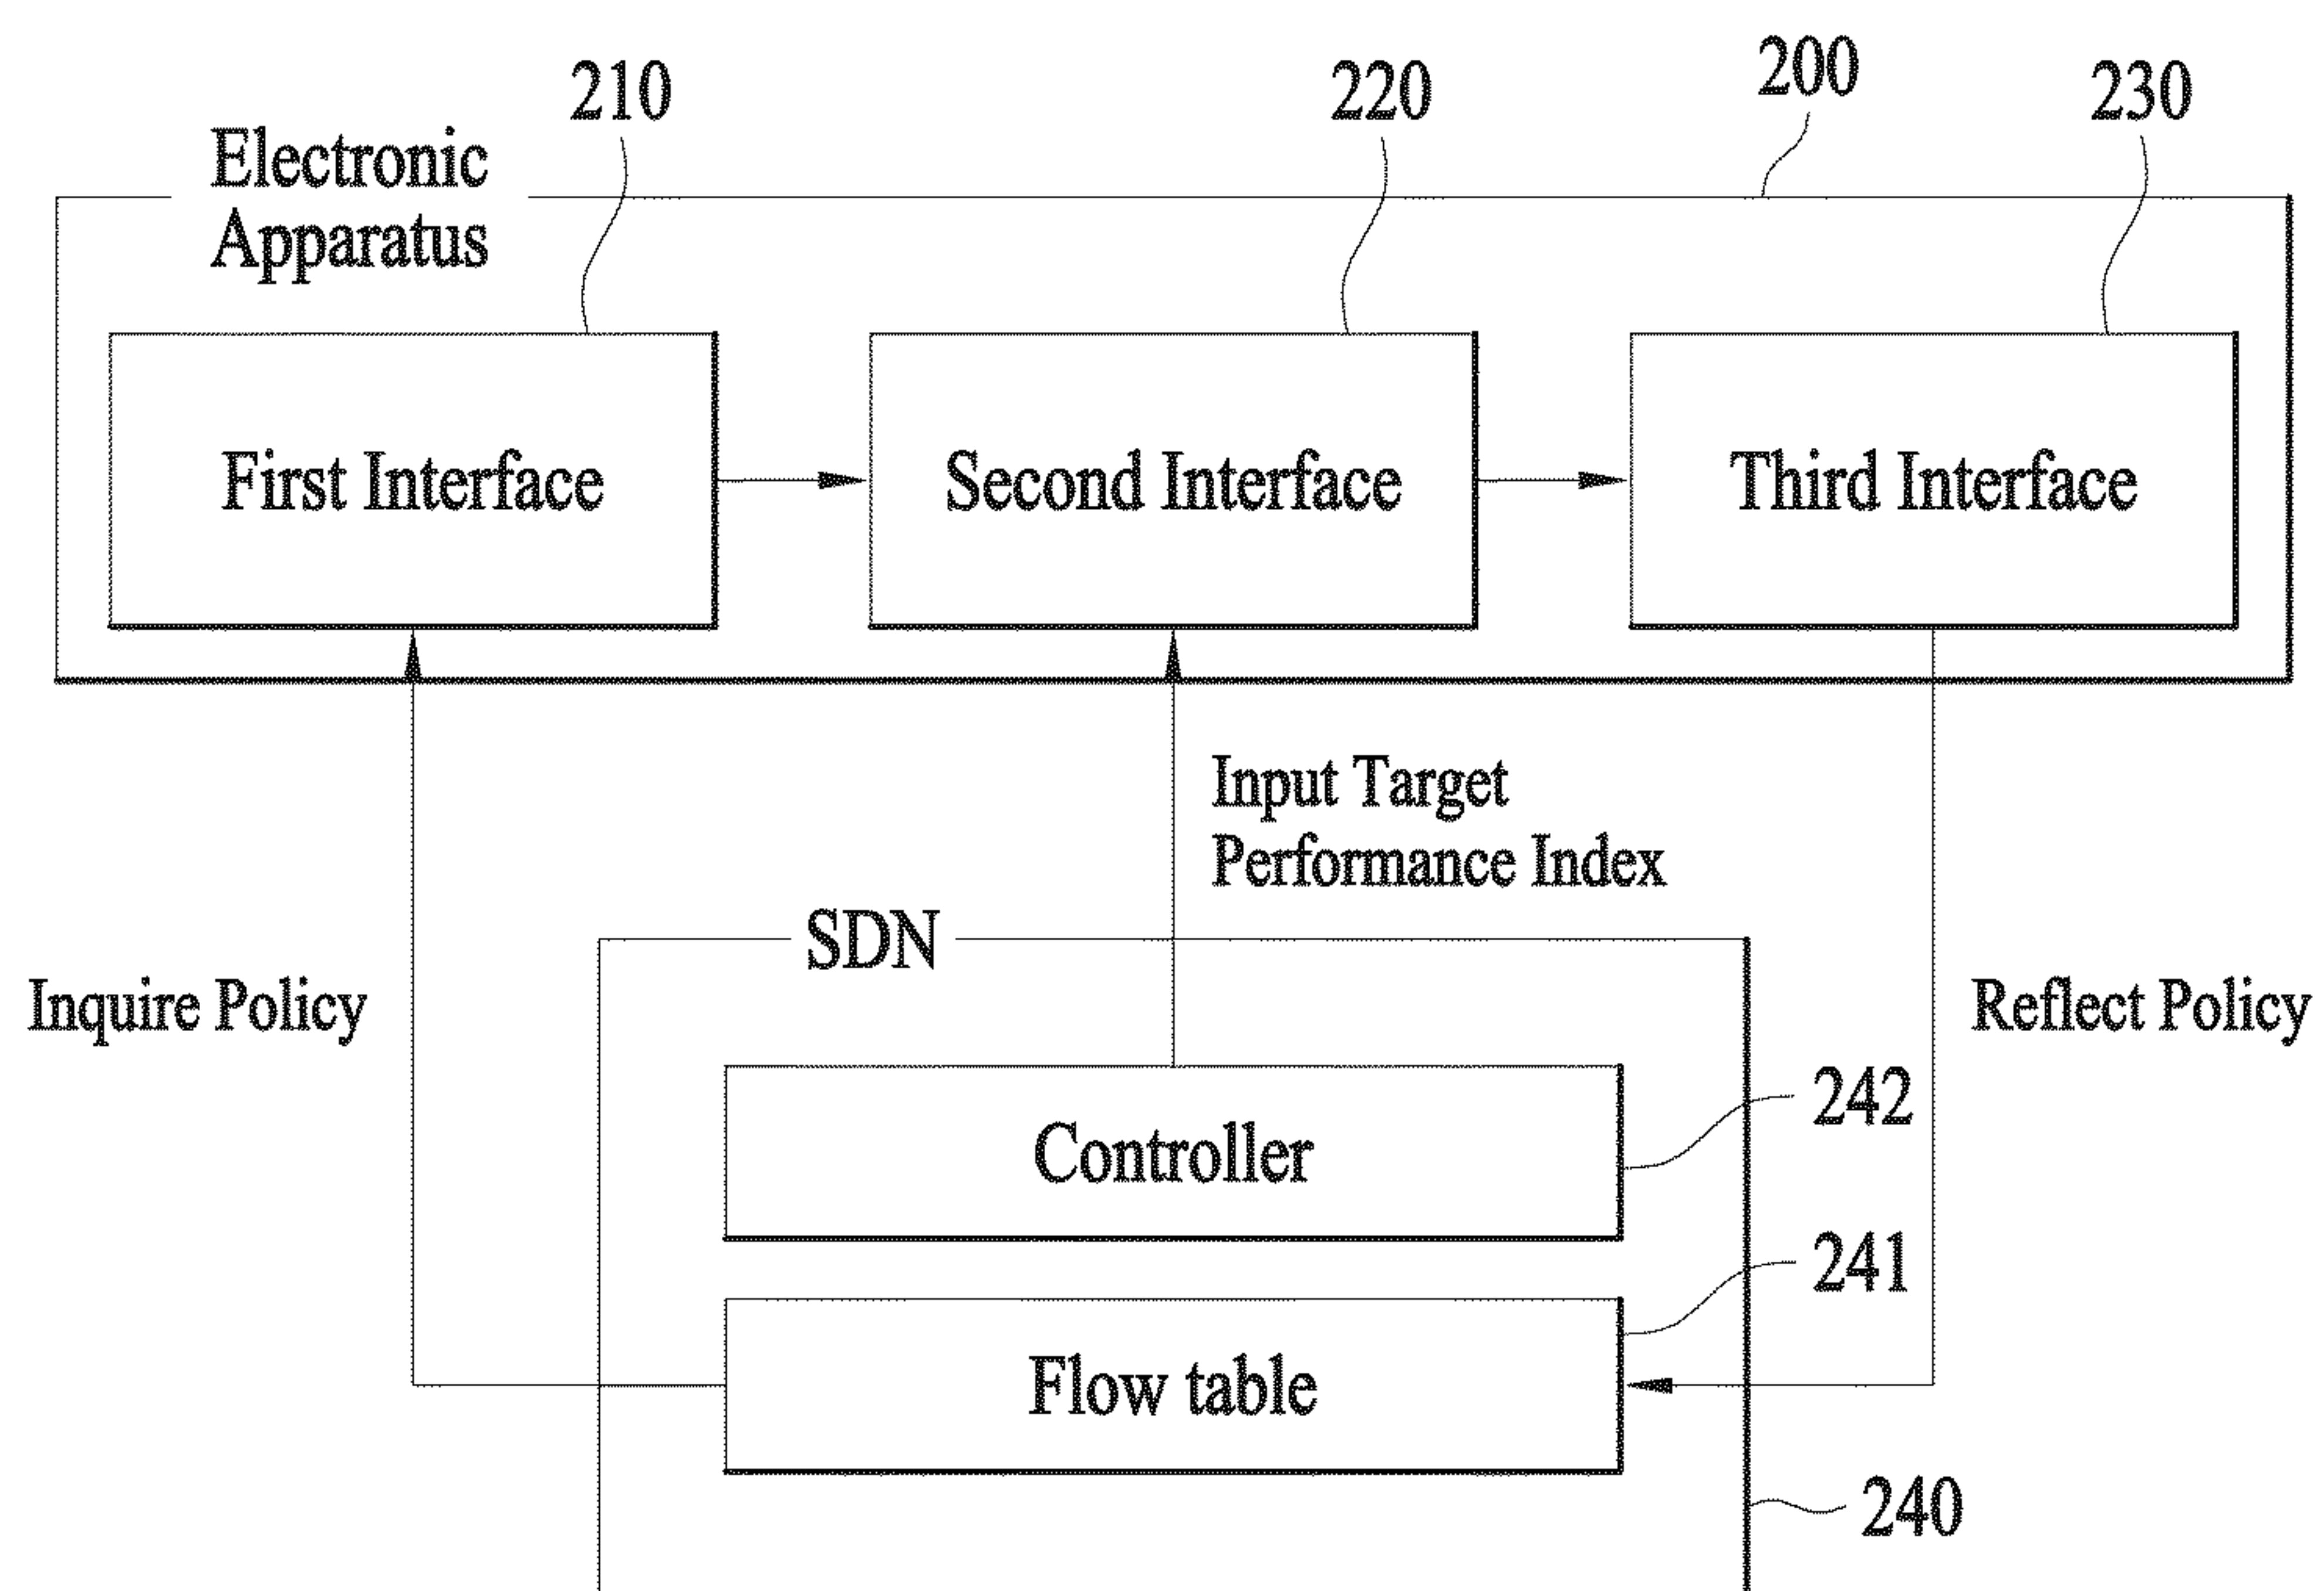 200
210
220
230
Electronic
Apparatus
First Interface
Second Interface
Third Interface
Input Target
Performance Index
SDN
Inquire Policy
Reflect Policy
242
Controller
241
Flow table
240